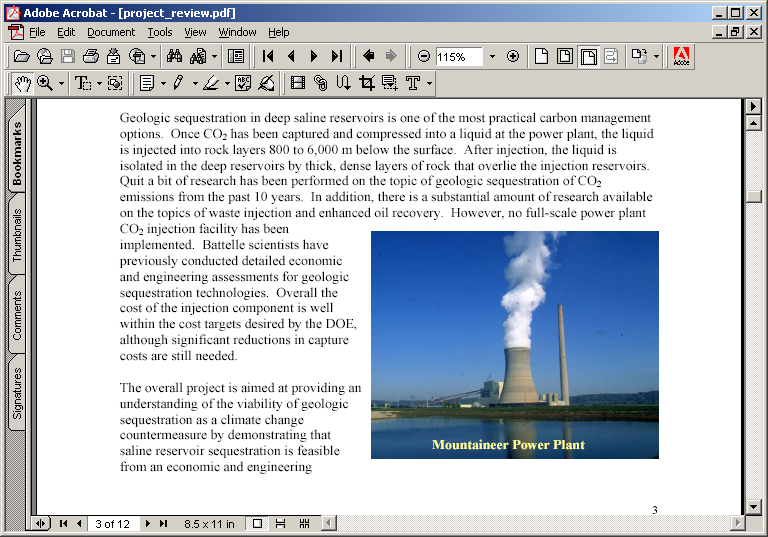 Adobe Acrobat - [project_review.pdf]
File Edit Document Tools View Window Help
115%
Adobe
Bookmarks
Thumbnails
Comments
Signatures
Geologic sequestration in deep saline reservoirs is one of the most practical carbon management
options. Once CO2 has been captured and compressed into a liquid at the power plant, the liquid
is injected into rock layers 800 to 6,000 m below the surface. After injection, the liquid is
isolated in the deep reservoirs by thick, dense layers of rock that overlie the injection reservoirs.
Quit a bit of research has been performed on the topic of geologic sequestration of CO2
emissions from the past 10 years. In addition, there is a substantial amount of research available
on the topics of waste injection and enhanced oil recovery. However, no full-scale power plant
CO2 injection facility has been
implemented. Battelle scientists have
previously conducted detailed economic
and engineering assessments for geologic
sequestration technologies. Overall the
cost of the injection component is well
within the cost targets desired by the DOE,
although significant reductions in capture
costs are still needed.
The overall project is aimed at providing an
understanding of the viability of geologic
sequestration as a climate change
countermeasure by demonstrating that
saline reservoir sequestration is feasible
from an economic and engineering
Mountaineer Power Plant
3
3 of 12
8.5 x 11 in